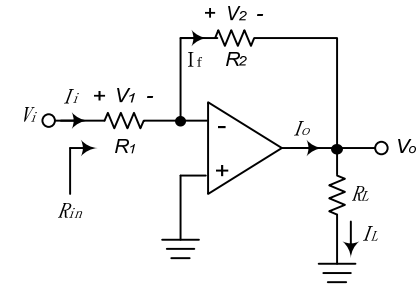 + V2 -
If
R2
Vi
Ii
+ V1 -
R1
-
+
Io
Vo
Rin
RL
IL